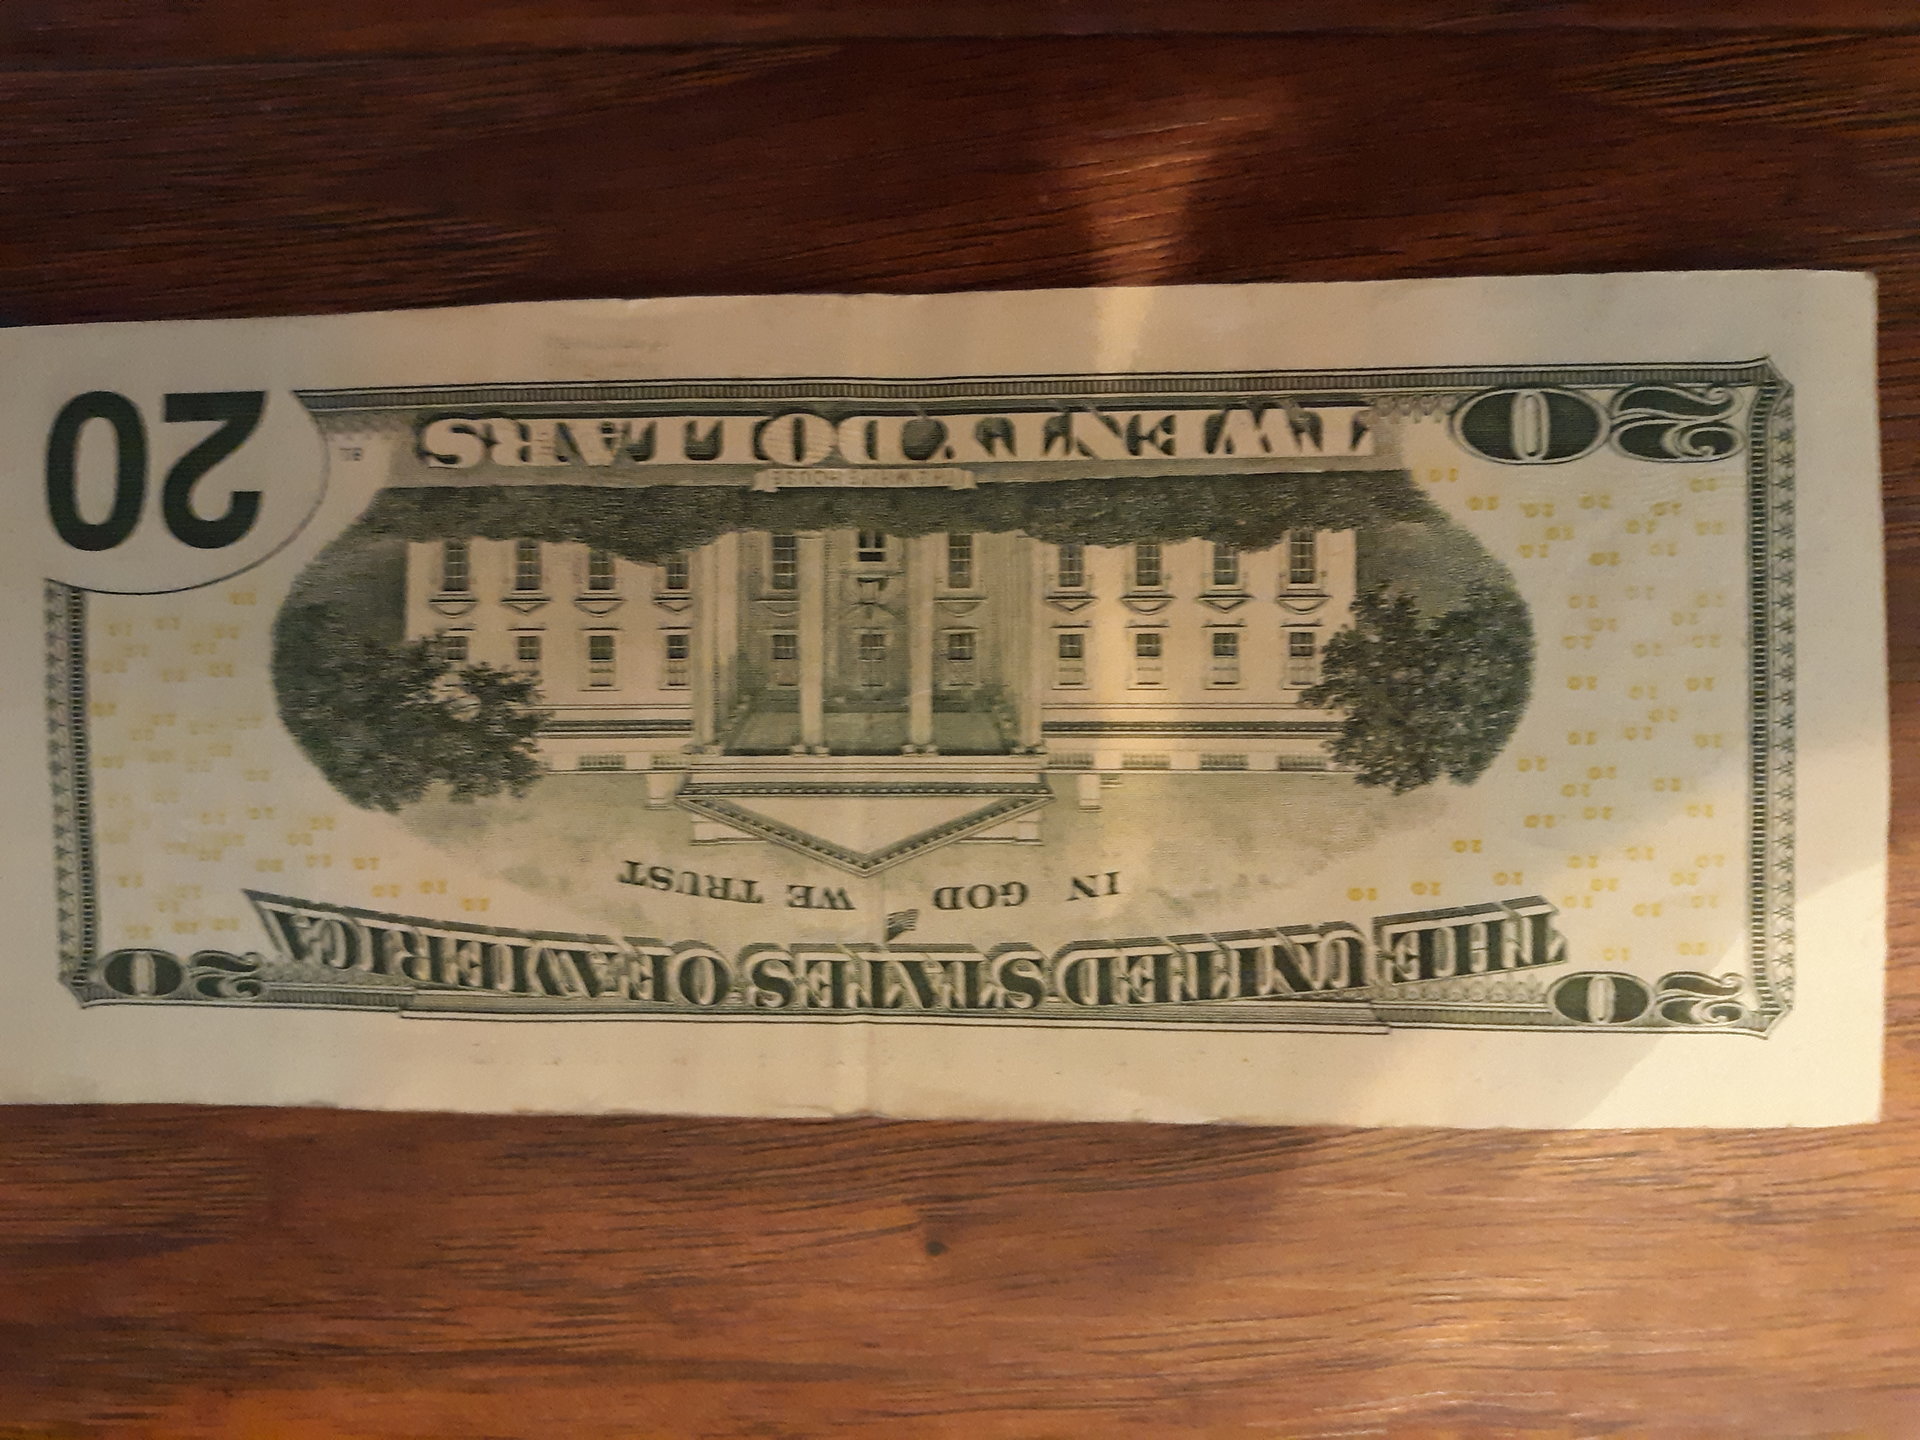 THE UNITED STATES OF AMERICA
IN GOD WE TRUST
20
20
THE WHITE HOUSE
20
TWENTY DOLLARS
20